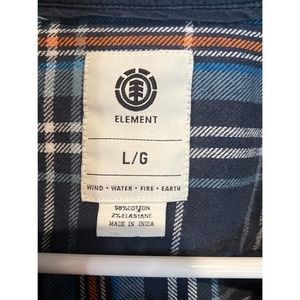 ELEMENT
L/G
WIND • WATER • FIRE • EARTH
98% COTTON
2% ELASTANE
MADE IN INDIA